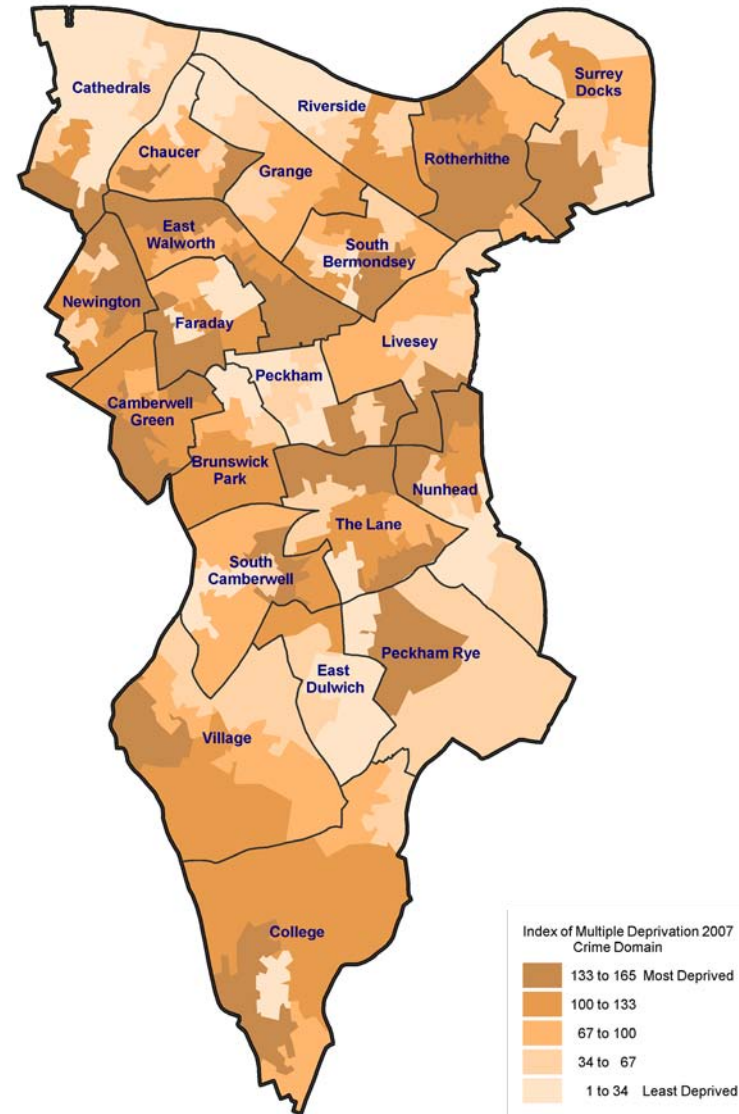 Surrey
Docks
Cathedrals
Riverside
Chaucer
Rotherhithe
Grange
East
Walworth
South
Bermondsey
Newington
Faraday
Livesey
Peckham
Camberwell
Green
Brunswick
Park
Nunhead
The Lane
South
Camberwell
Peckham Rye
East
Dulwich
Village
College
Index of Multiple Deprivation 2007
Crime Domain
133 to 165 Most Deprived
100 to 133
67 to 100
34 to 67
1 to 34 Least Deprived